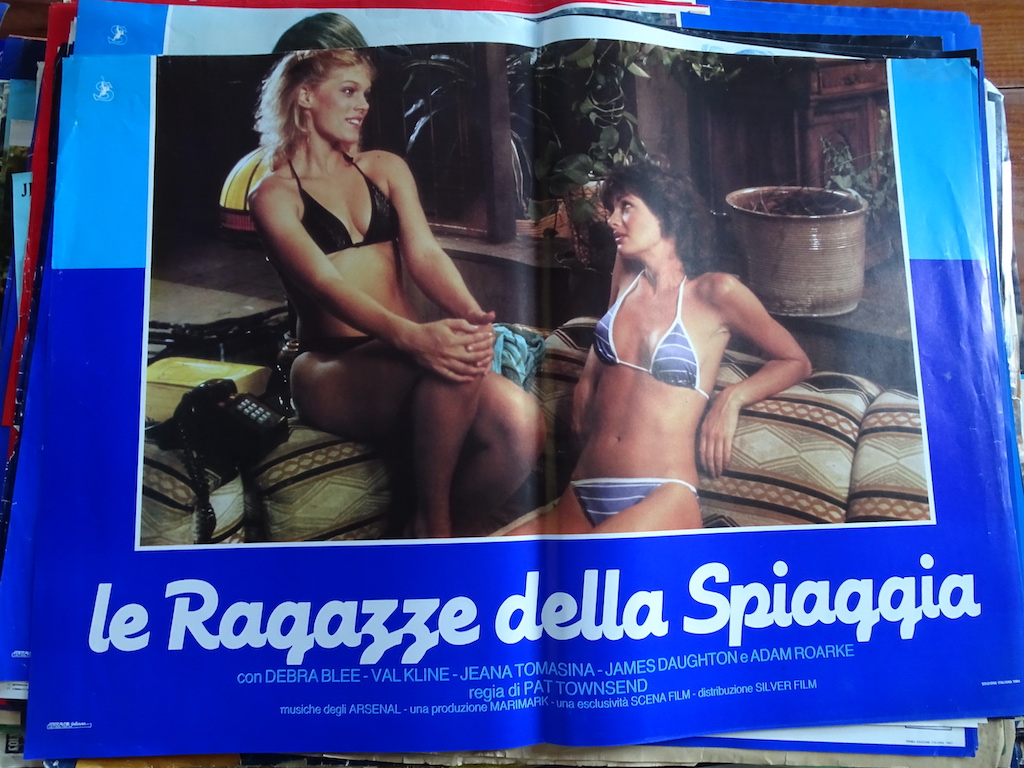 le Ragazze della Spiaggia
con DEBRA BLEE - VAL KLINE - JEANA TOMASINA - JAMES DAUGHTON e ADAM ROARKE
regia di PAT TOWNSEND
musiche degli ARSENAL - una produzione MARIMARK - una esclusività SCENA FILM - distribuzione SILVER FILM